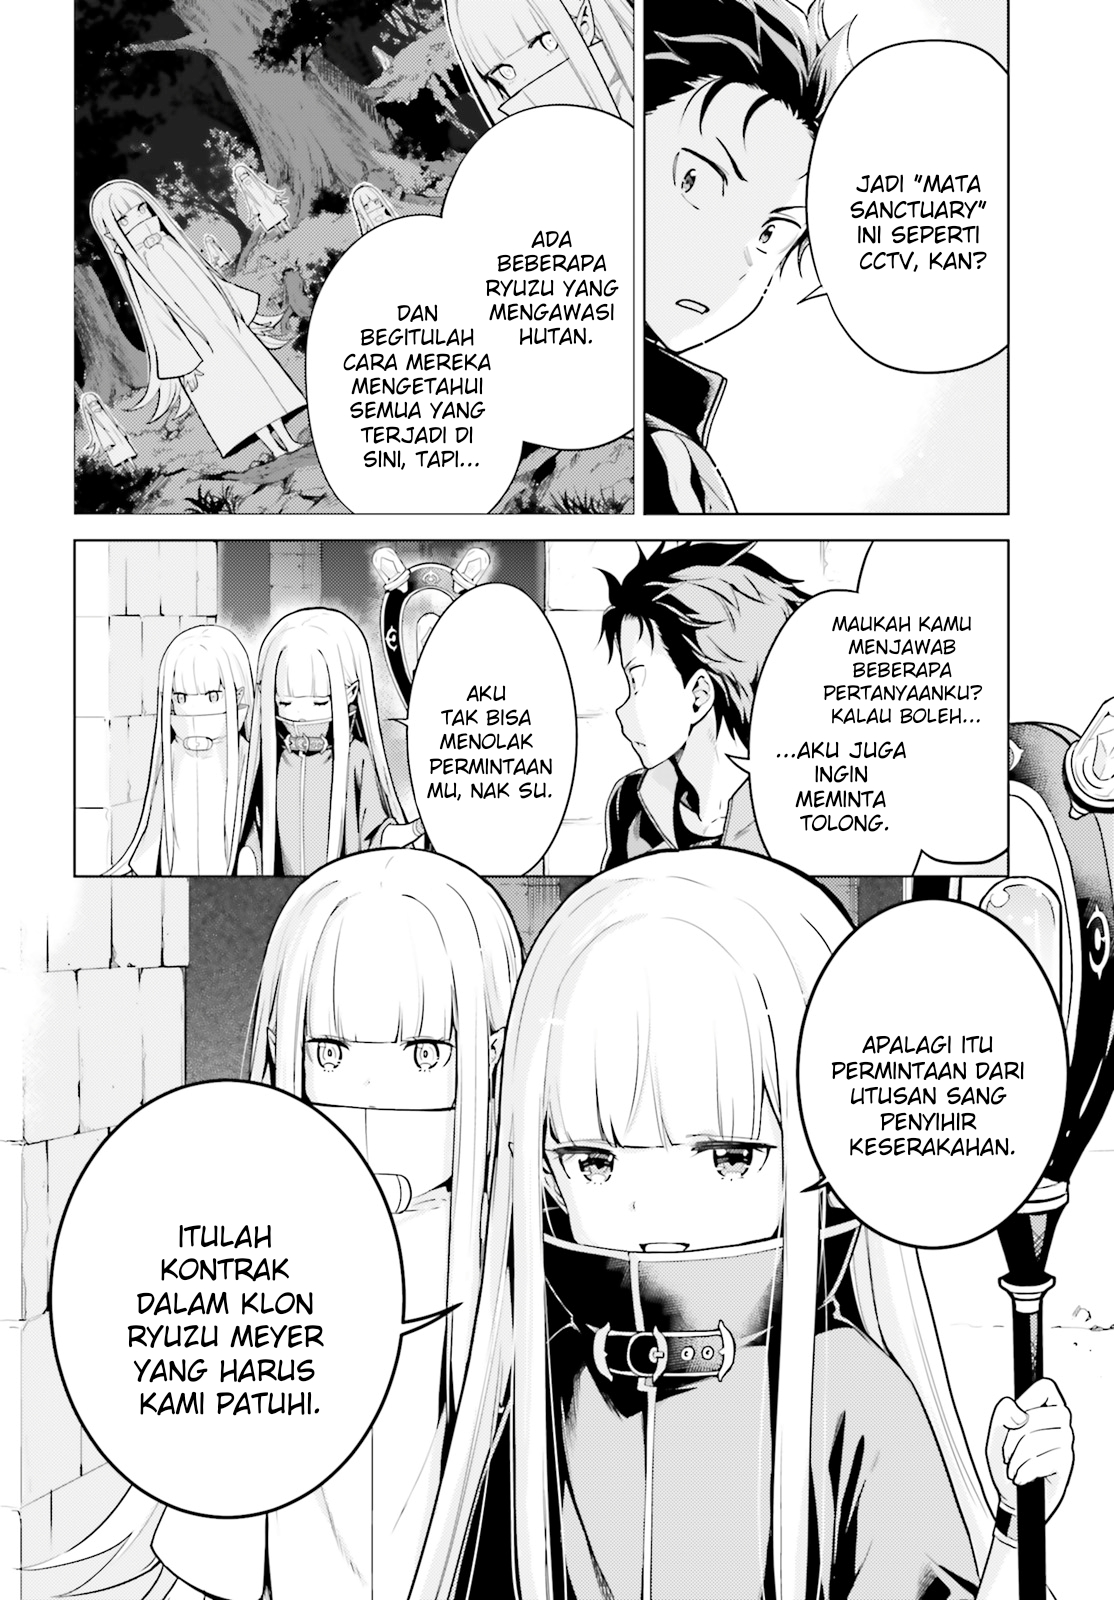 JADI "MATA
SANCTUARY"
INI SEPERTI
CCTV, KAN?
ADA
BEBERAPA
RYUZU YANG
MENGAWASI
HUTAN.
DAN
BEGITULAH
CARA MEREKA
MENGETAHUI
SEMUA YANG
TERJADI DI
SINI, TAPI...
MAUKAH KAMU
MENJAWAB
BEBERAPA
PERTANYAANKU?
KALAU BOLEH...
...AKU JUGA
INGIN
MEMINTA
TOLONG.
AKU
TAK BISA
MENOLAK
PERMINTAAN
MU, NAK SU.
APALAGI ITU
PERMINTAAN DARI
UTUSAN SANG
PENYIHIR
KESERAKAHAN.
ITULAH
KONTRAK
DALAM KLON
RYUZU MEYER
YANG HARUS
KAMI PATUHI.